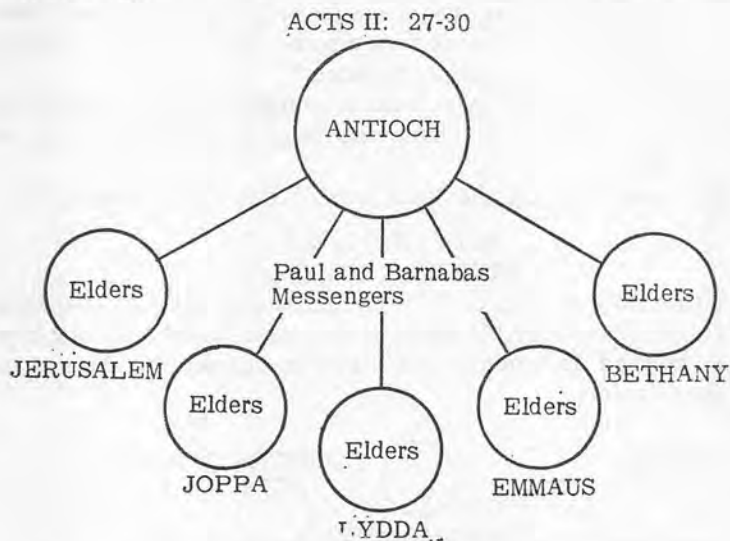 ACTS II: 27-30
ANTIOCH
Paul and Barnabas
Messengers
Elders
JERUSALEM
Elders
JOPPA
Elders
LYDDA
Elders
EMMAUS
Elders
BETHANY